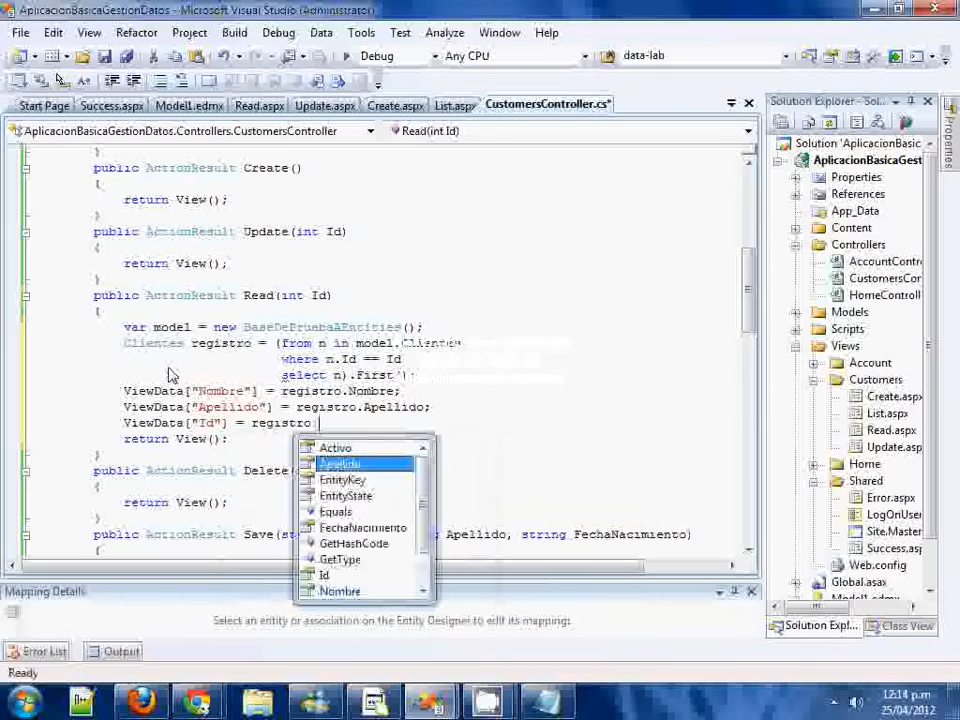 AplicacionBasicaGestionDatos - Microsoft Visual Studio (Administrator)
File Edit View Refactor Project Build Debug Data Tools Test Analyze Window Help
Debug Any CPU data-lab
Start Page Success.aspx Model1.edmx Read.aspx Update.aspx Create.aspx List.aspx CustomersController.cs*
AplicacionBasicaGestionDatos.Controllers.CustomersController Read(int Id)
}
public ActionResult Create()
{
return View();
}
public ActionResult Update(int Id)
{
return View();
}
public ActionResult Read(int Id)
{
var model = new BaseDePruebaAEntities();
Clientes registro = (from n in model.Clientes
where n.Id == Id
select n).First();
ViewData["Nombre"] = registro.Nombre;
ViewData["Apellido"] = registro.Apellido;
ViewData["Id"] = registro.
return View();
}
public ActionResult Delete(
{
return View();
}
public ActionResult Save(st Apellido, string FechaNacimiento)
{
Activo
Apellido
EntityKey
EntityState
Equals
FechaNacimiento
GetHashCode
GetType
Id
Nombre
Solution Explorer - Sol...
Solution 'AplicacionBasic
AplicacionBasicaGest
Properties
References
App_Data
Content
Controllers
AccountContr
CustomersCor
HomeControll
Models
Scripts
Views
Account
Customers
Create.aspx
List.aspx
Read.aspx
Update.aspx
Home
Shared
Error.aspx
LogOnUser
Site.Master
Success.asp
Web.config
Global.asax
Model1.edmx
Solution Expl... Class View
Properties
Mapping Details
Select an entity or association on the Entity Designer to edit its mappings.
Error List Output
Ready
12:14 p.m.
25/04/2012